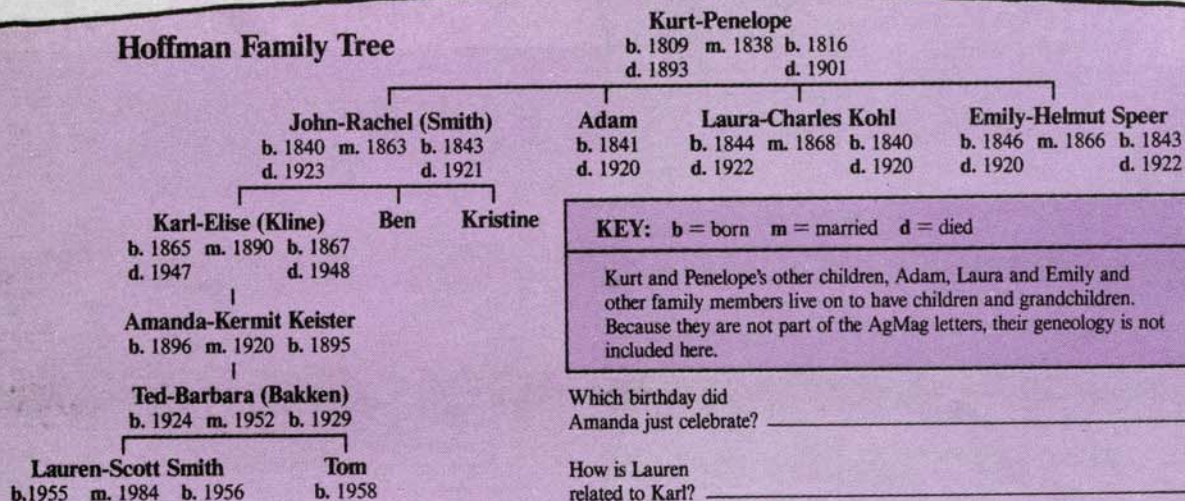 Hoffman Family Tree
Kurt-Penelope
b. 1809 m. 1838 b. 1816
d. 1893 d. 1901
John-Rachel (Smith)
b. 1840 m. 1863 b. 1843
d. 1923 d. 1921
Adam
b. 1841
d. 1920
Laura-Charles Kohl
b. 1844 m. 1868 b. 1840
d. 1922 d. 1920
Emily-Helmut Speer
b. 1846 m. 1866 b. 1843
d. 1920 d. 1922
Karl-Elise (Kline)
b. 1865 m. 1890 b. 1867
d. 1947 d. 1948
Ben
Kristine
Amanda-Kermit Keister
b. 1896 m. 1920 b. 1895
Ted-Barbara (Bakken)
b. 1924 m. 1952 b. 1929
Lauren-Scott Smith
b.1955 m. 1984 b. 1956
Tom
b. 1958
KEY: b = born m = married d = died
Kurt and Penelope's other children, Adam, Laura and Emily and
other family members live on to have children and grandchildren.
Because they are not part of the AgMag letters, their geneology is not
included here.
Which birthday did
Amanda just celebrate?
How is Lauren
related to Karl?